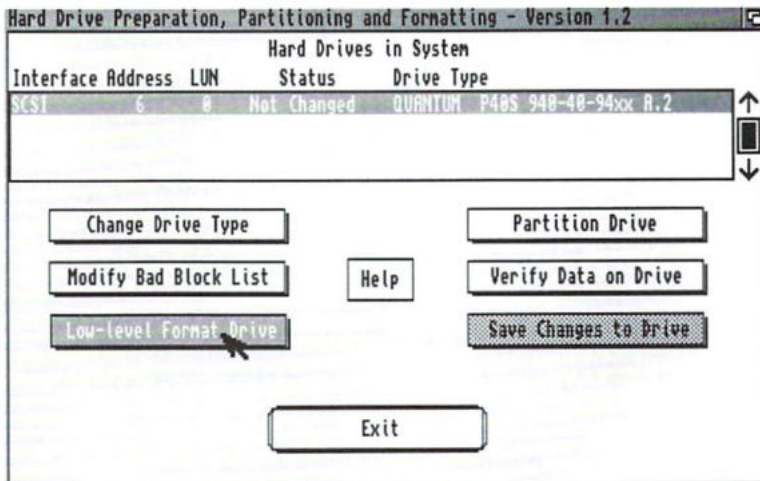 Hard Drive Preparation, Partitioning and Formatting - Version 1.2
Hard Drives in System
Interface Address LUN Status Drive Type
SCSI 6 0 Not Changed QUANTUM P40S 940-40-94xx A.2
Change Drive Type
Partition Drive
Modify Bad Block List
Help
Verify Data on Drive
Low-level Format Drive
Save Changes to Drive
Exit